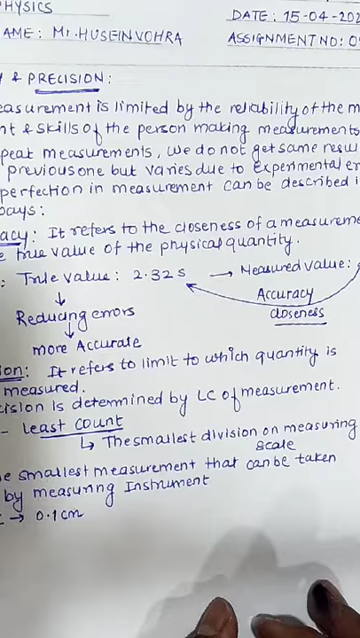 PHYSICS
DATE: 15-04-202
AME: Mr. HUSEIN VOHRA
ASSIGNMENT NO: 0
Y & PRECISION:
easurement is limited by the reliability of the m
nt & skills of the person making measurements
peat measurements, we do not get same resul
previous one but varies due to Experimental er
perfection in measurement can be described i
ways:
acy: It refers to the closeness of a measureme
e true value of the physical quantity.
: True value: 2.32 s → Measured value:
↓ Accuracy
Reducing errors closeness
↓
more Accurate
ion: It refers to limit to which quantity is
measured.
cision is determined by LC of measurement.
- least count
↳ The smallest division on measuring
scale
e smallest measurement that can be taken
by measuring Instrument
→ 0.1 cm